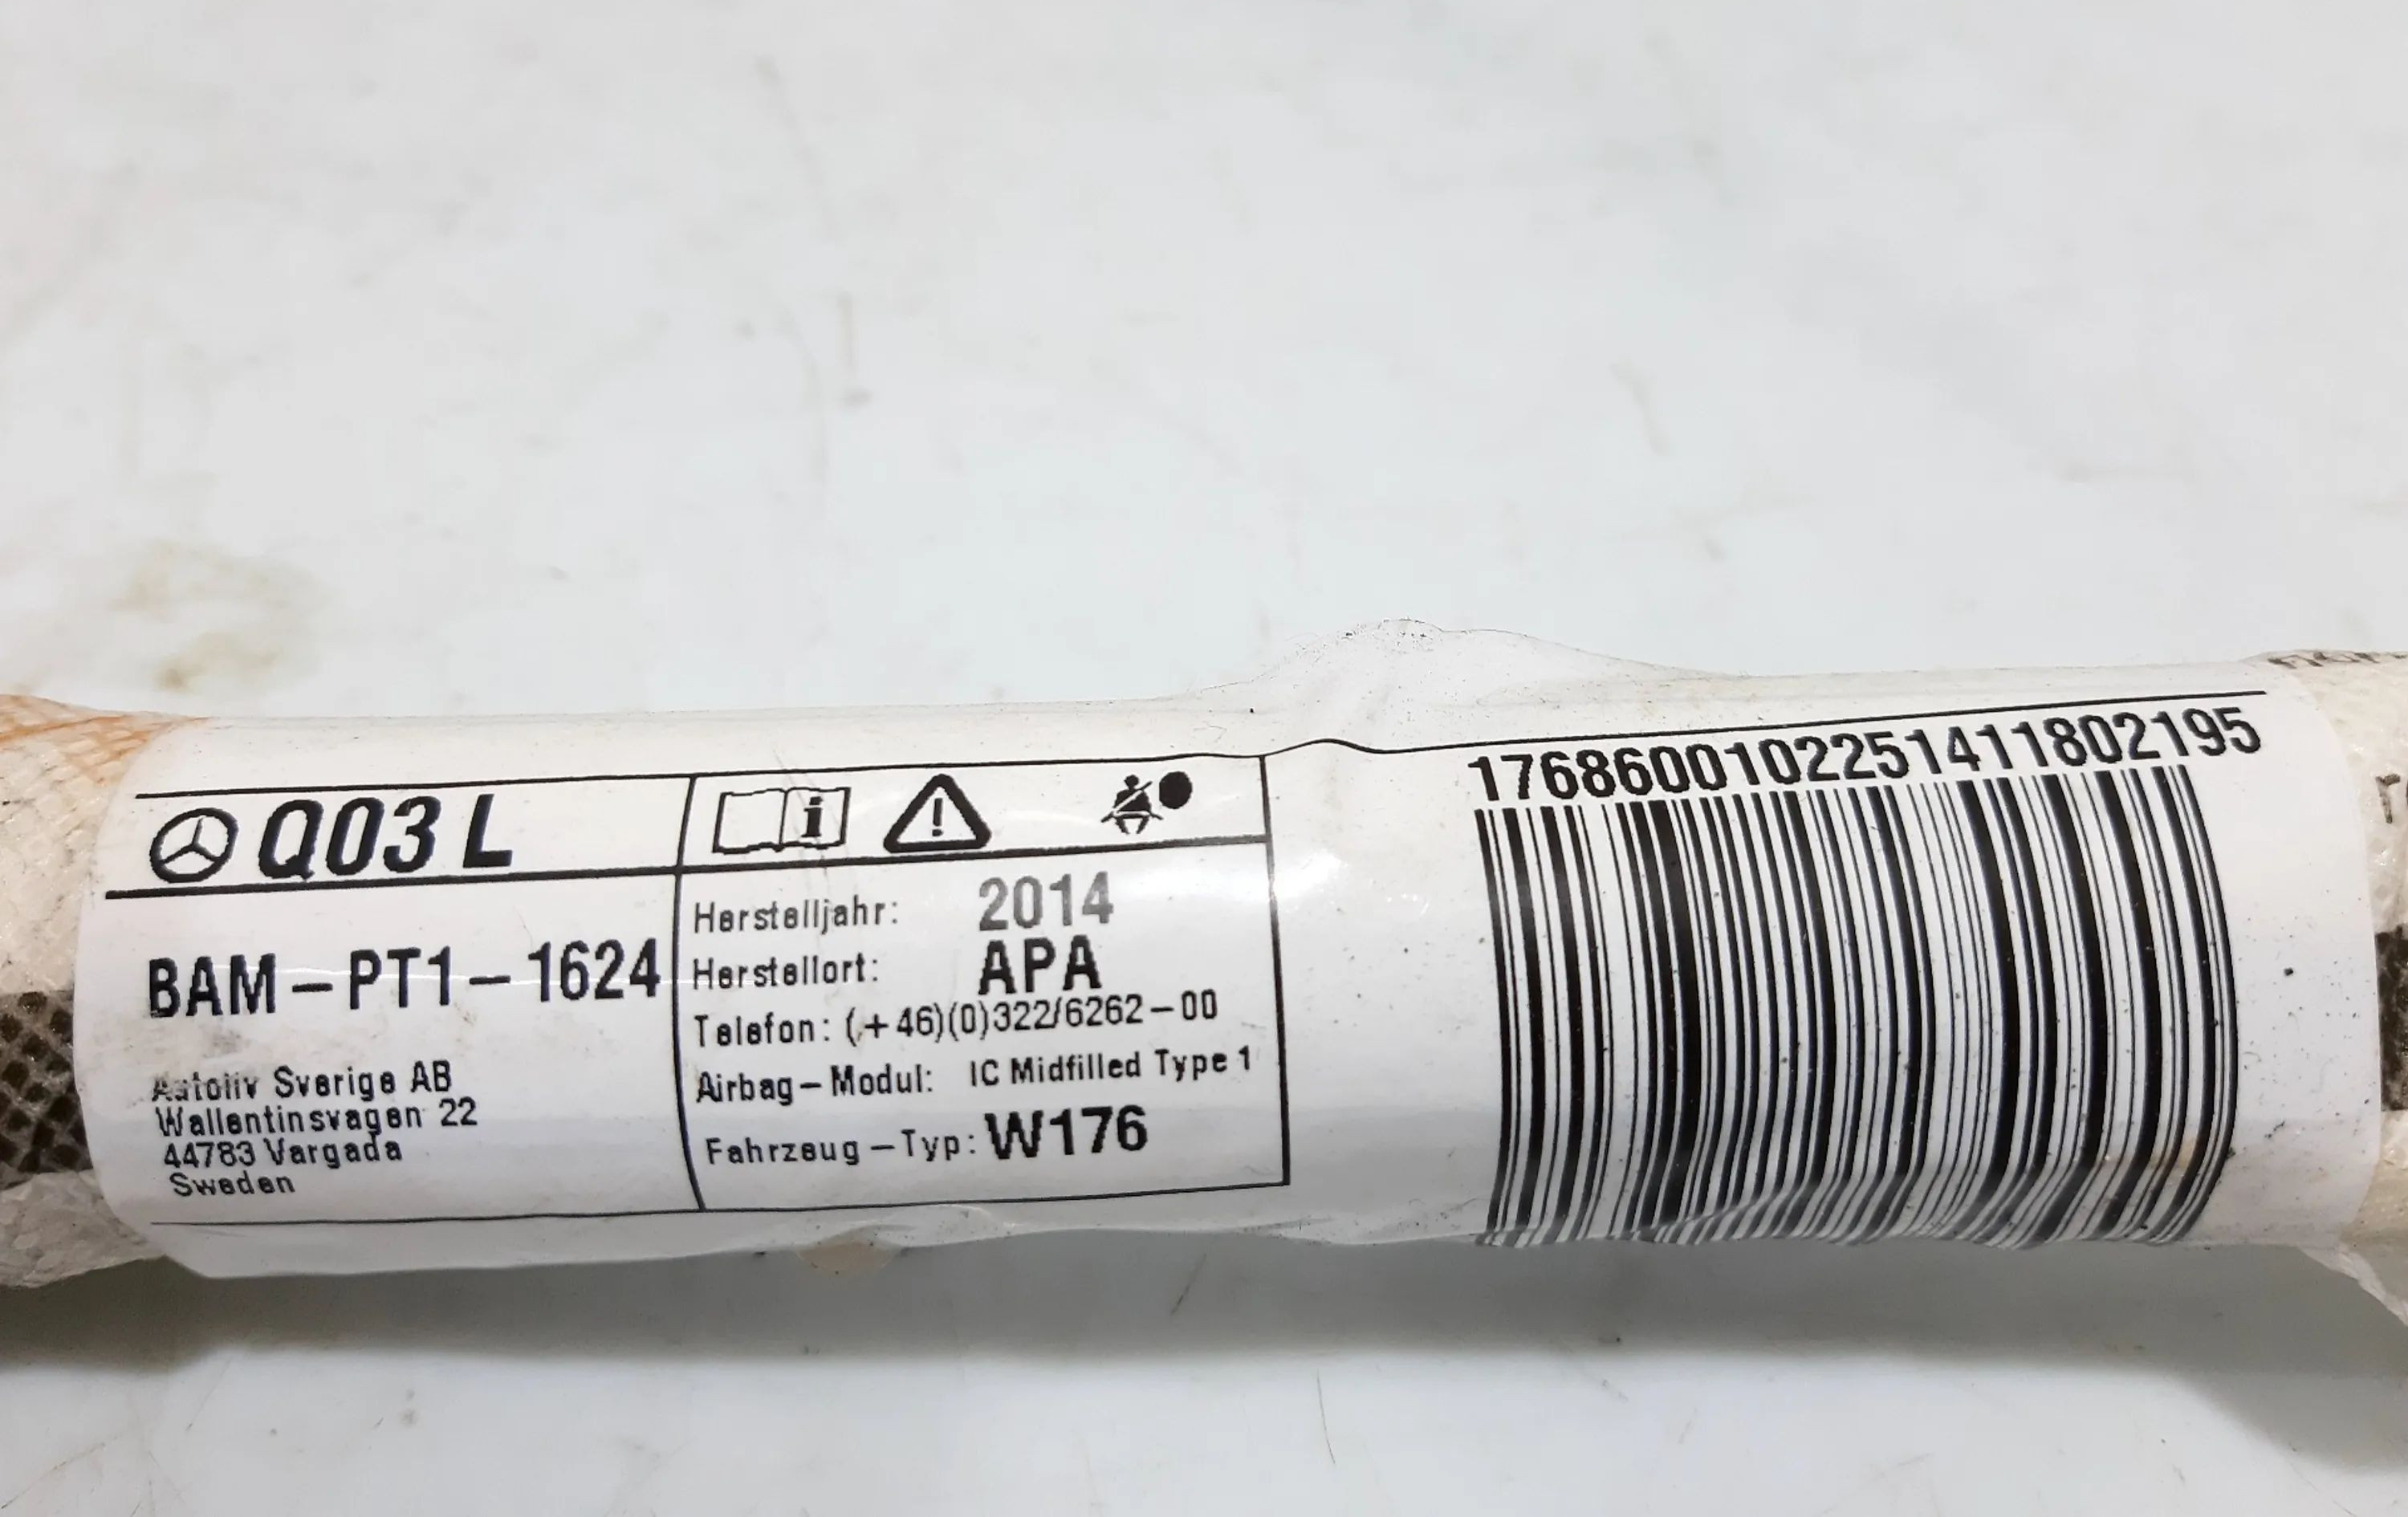 Q03 L
BAM-PT1-1624
Autoliv Sverige AB
Wallentinsvagen 22
44783 Vargada
Sweden
i
!
Herstelljahr: 2014
Herstellort: APA
Telefon: (+46)(0)322/6262-00
Airbag-Modul: IC Midfilled Type 1
Fahrzeug-Typ: W176
17686001022514118021​95